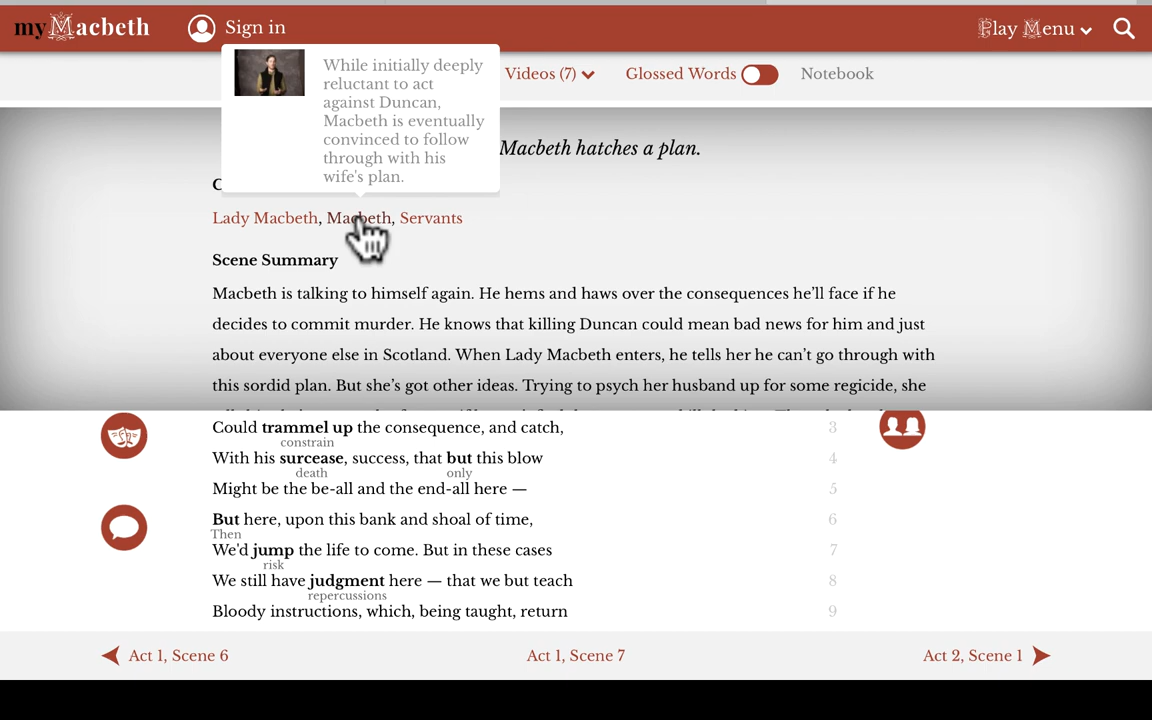 myMacbeth
Sign in
Play Menu
While initially deeply
reluctant to act
against Duncan,
Macbeth is eventually
convinced to follow
through with his
wife's plan.
Videos (7)
Glossed Words
Notebook
Macbeth hatches a plan.
Lady Macbeth, Macbeth, Servants
Scene Summary
Macbeth is talking to himself again. He hems and haws over the consequences he'll face if he
decides to commit murder. He knows that killing Duncan could mean bad news for him and just
about everyone else in Scotland. When Lady Macbeth enters, he tells her he can't go through with
this sordid plan. But she's got other ideas. Trying to psych her husband up for some regicide, she
Could trammel up the consequence, and catch, 3
constrain
With his surcease, success, that but this blow 4
death only
Might be the be-all and the end-all here — 5
But here, upon this bank and shoal of time, 6
Then
We'd jump the life to come. But in these cases 7
risk
We still have judgment here — that we but teach 8
repercussions
Bloody instructions, which, being taught, return 9
Act 1, Scene 6
Act 1, Scene 7
Act 2, Scene 1